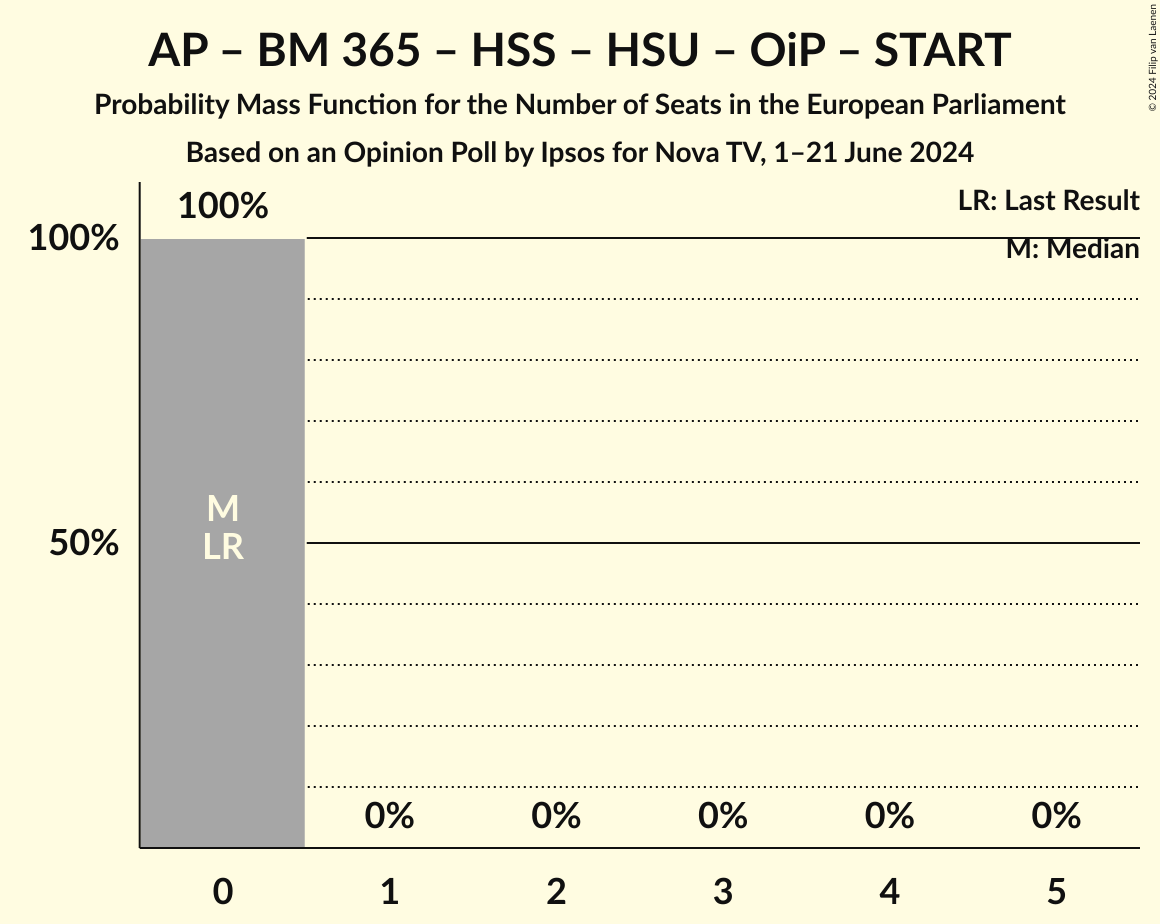 AP – BM 365 – HSS – HSU – OiP – START
Probability Mass Function for the Number of Seats in the European Parliament
Based on an Opinion Poll by Ipsos for Nova TV, 1–21 June 2024
© 2024 Filip van Laenen
LR: Last Result
M: Median
100%
100%
50%
M
LR
0%
0%
0%
0%
0%
0
1
2
3
4
5